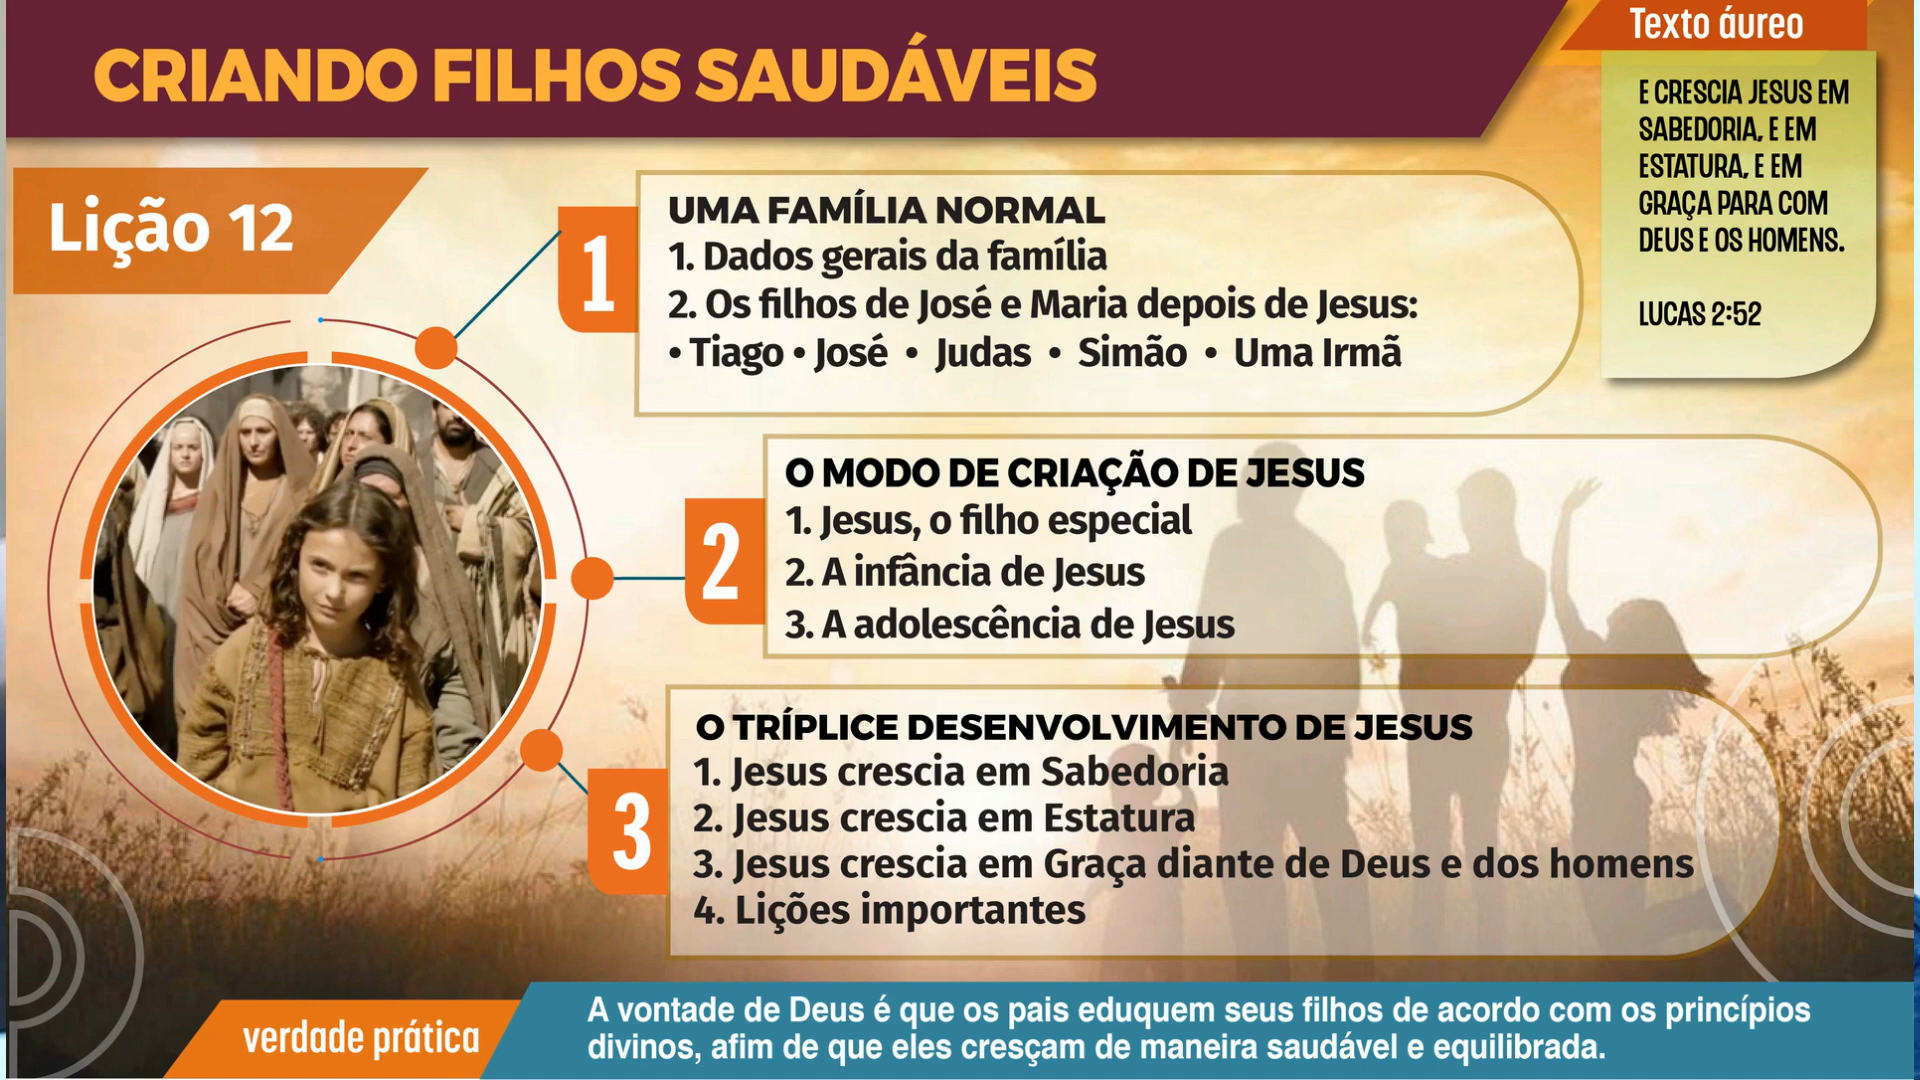 CRIANDO FILHOS SAUDÁVEIS
Texto áureo
E CRESCIA JESUS EM
SABEDORIA, E EM
ESTATURA, E EM
GRAÇA PARA COM
DEUS E OS HOMENS.
LUCAS 2:52
Lição 12
1
UMA FAMÍLIA NORMAL
1. Dados gerais da família
2. Os filhos de José e Maria depois de Jesus:
• Tiago • José • Judas • Simão • Uma Irmã
2
O MODO DE CRIAÇÃO DE JESUS
1. Jesus, o filho especial
2. A infância de Jesus
3. A adolescência de Jesus
3
O TRÍPLICE DESENVOLVIMENTO DE JESUS
1. Jesus crescia em Sabedoria
2. Jesus crescia em Estatura
3. Jesus crescia em Graça diante de Deus e dos homens
4. Lições importantes
verdade prática
A vontade de Deus é que os pais eduquem seus filhos de acordo com os princípios
divinos, afim de que eles cresçam de maneira saudável e equilibrada.